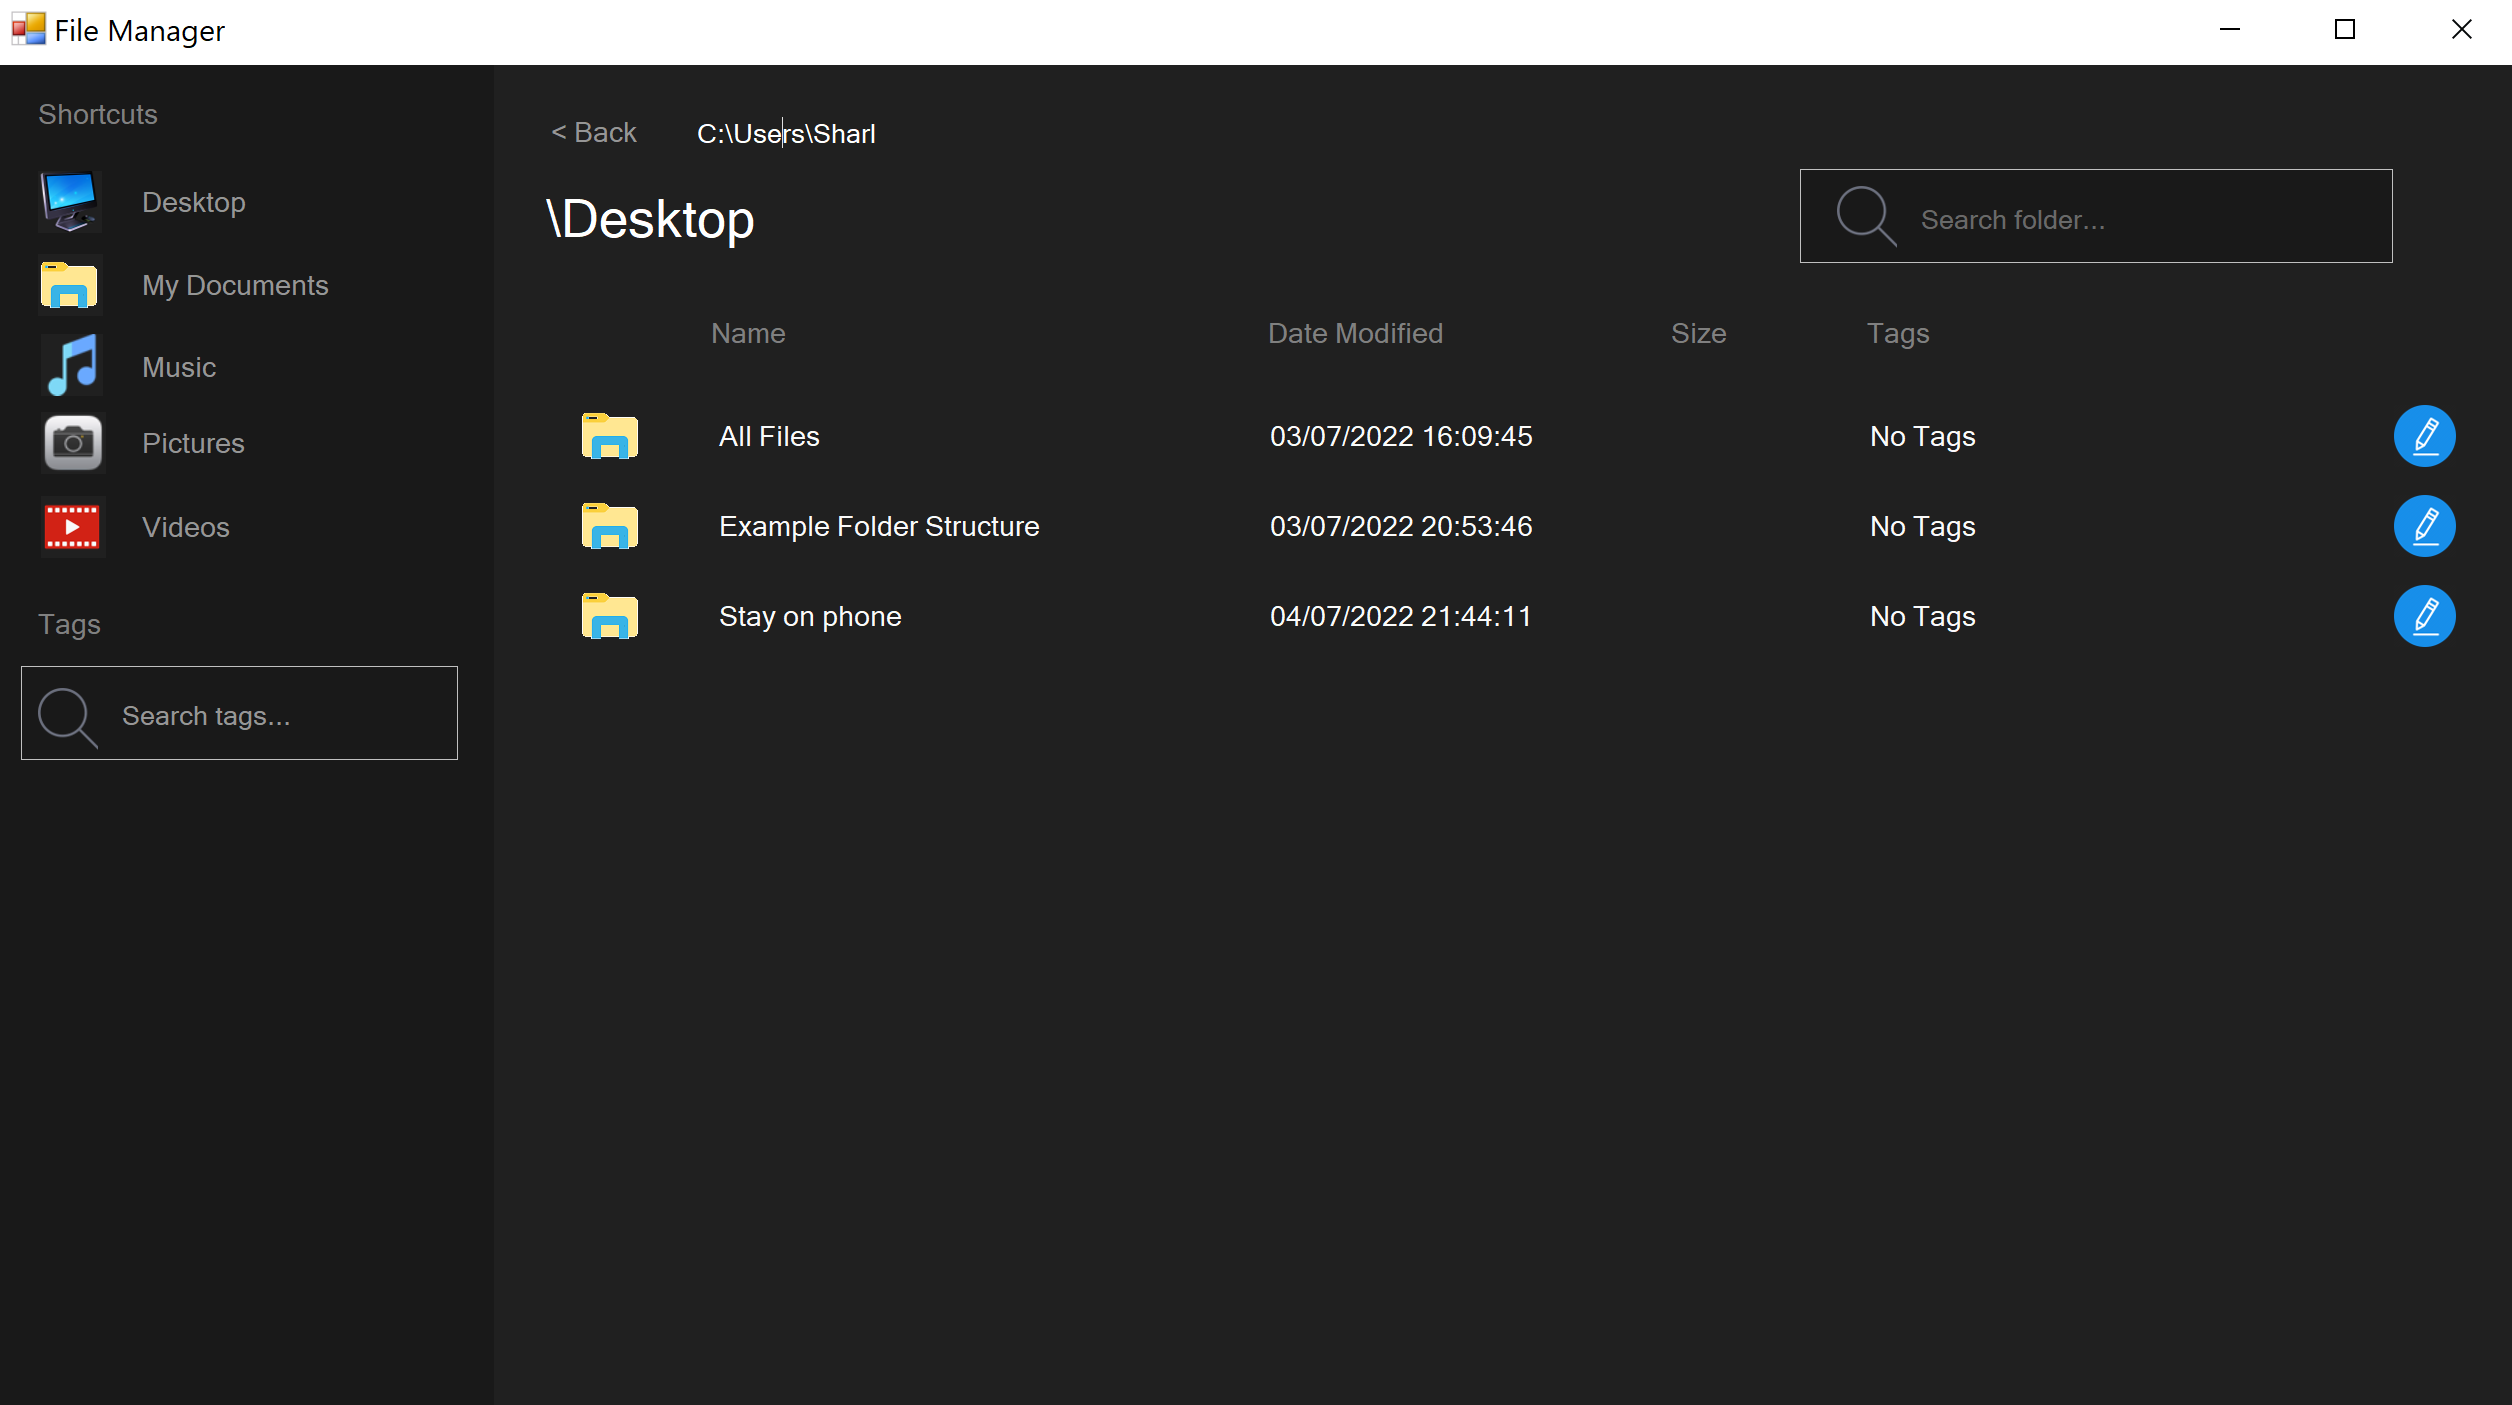 File Manager
Shortcuts
Desktop
My Documents
Music
Pictures
Videos
Tags
Search tags...
< Back C:\Users\Sharl
\Desktop
Search folder...
Name Date Modified Size Tags
All Files 03/07/2022 16:09:45 No Tags
Example Folder Structure 03/07/2022 20:53:46 No Tags
Stay on phone 04/07/2022 21:44:11 No Tags